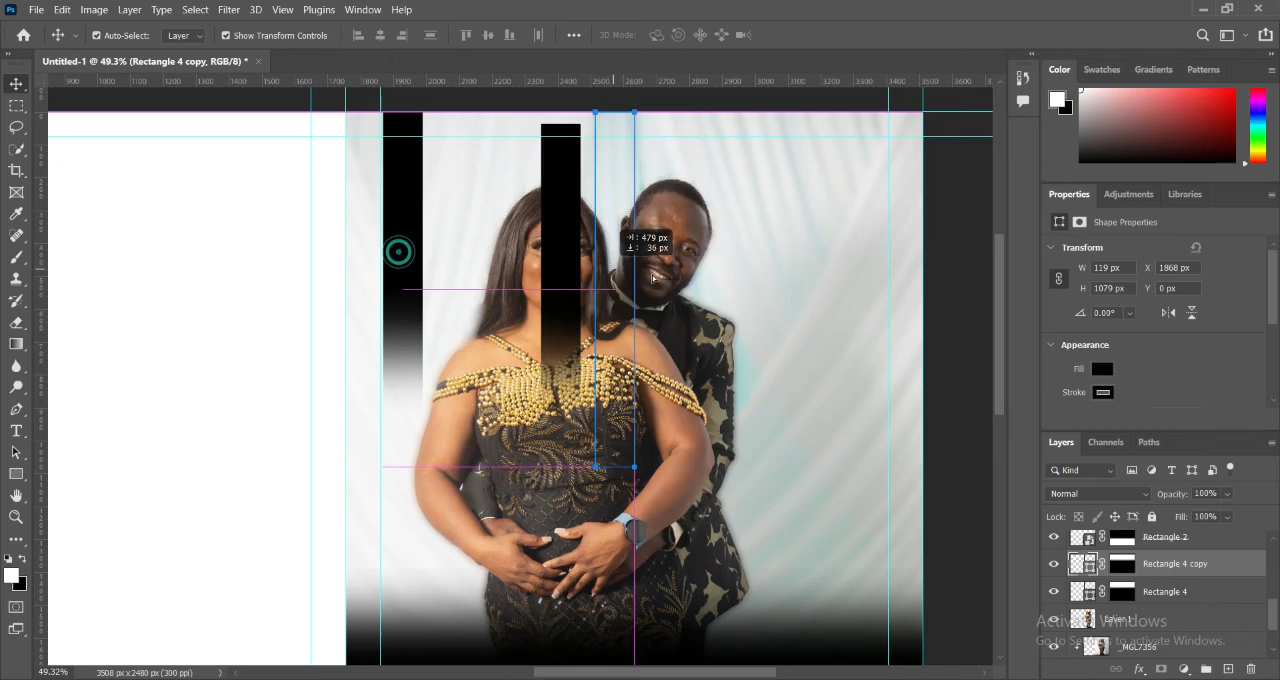 Ps File Edit Image Layer Type Select Filter 3D View Plugins Window Help
Auto-Select: Layer Show Transform Controls 3D Mode:
Untitled-1 @ 49.3% (Rectangle 4 copy, RGB/8) *
900 1000 1100 1200 1300 1400 1500 1600 1700 1800 1900 2000 2100 2200 2300 2400 2500 2600 2700 2800 2900 3000 3100 3200 3300 3400 3500 3600
Color Swatches Gradients Patterns
Properties Adjustments Libraries
Shape Properties
Transform
W 119 px X 1868 px
H 1079 px Y 0 px
0.00°
Appearance
Fill
Stroke
: 479 px
: 36 px
Layers Channels Paths
Kind
Normal Opacity: 100%
Lock: Fill: 100%
Rectangle 2
Rectangle 4 copy
Rectangle 4
Layer 1
_MGL7356
Activate Windows
Go to Settings to activate Windows.
49.32% 3508 px x 2480 px (300 ppi)